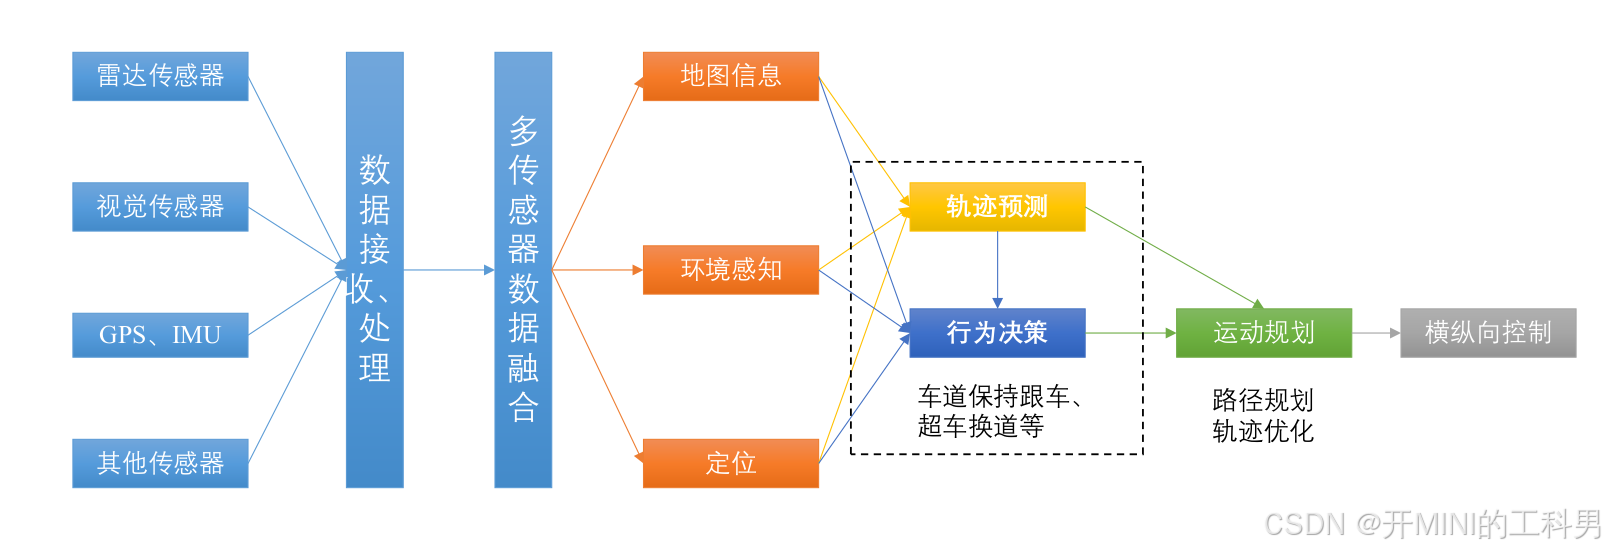 雷达传感器
视觉传感器
GPS、IMU
其他传感器
数据接收、处理
多传感器数据融合
地图信息
环境感知
定位
轨迹预测
行为决策
车道保持跟车、
超车换道等
运动规划
路径规划
轨迹优化
横纵向控制
CSDN @开MINI的工科男